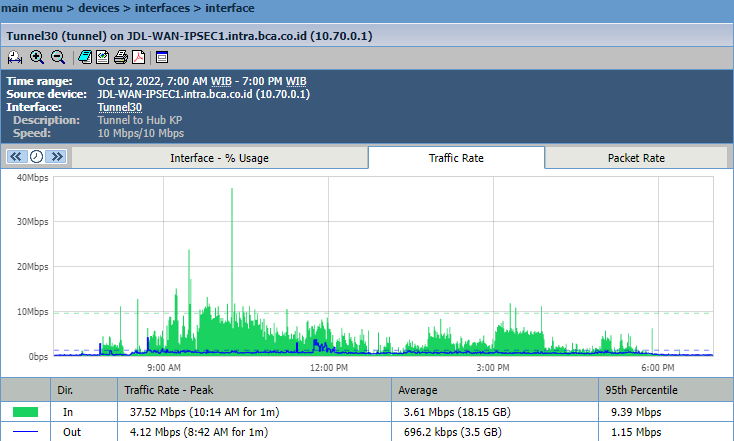 main menu > devices > interfaces > interface
Tunnel30 (tunnel) on JDL-WAN-IPSEC1.intra.bca.co.id (10.70.0.1)
Time range: Oct 12, 2022, 7:00 AM WIB - 7:00 PM WIB
Source device: JDL-WAN-IPSEC1.intra.bca.co.id (10.70.0.1)
Interface: Tunnel30
Description: Tunnel to Hub KP
Speed: 10 Mbps/10 Mbps
Interface - % Usage Traffic Rate Packet Rate
40Mbps
30Mbps
20Mbps
10Mbps
0bps
9:00 AM 12:00 PM 3:00 PM 6:00 PM
Dir. Traffic Rate - Peak Average 95th Percentile
In 37.52 Mbps (10:14 AM for 1m) 3.61 Mbps (18.15 GB) 9.39 Mbps
Out 4.12 Mbps (8:42 AM for 1m) 696.2 kbps (3.5 GB) 1.15 Mbps